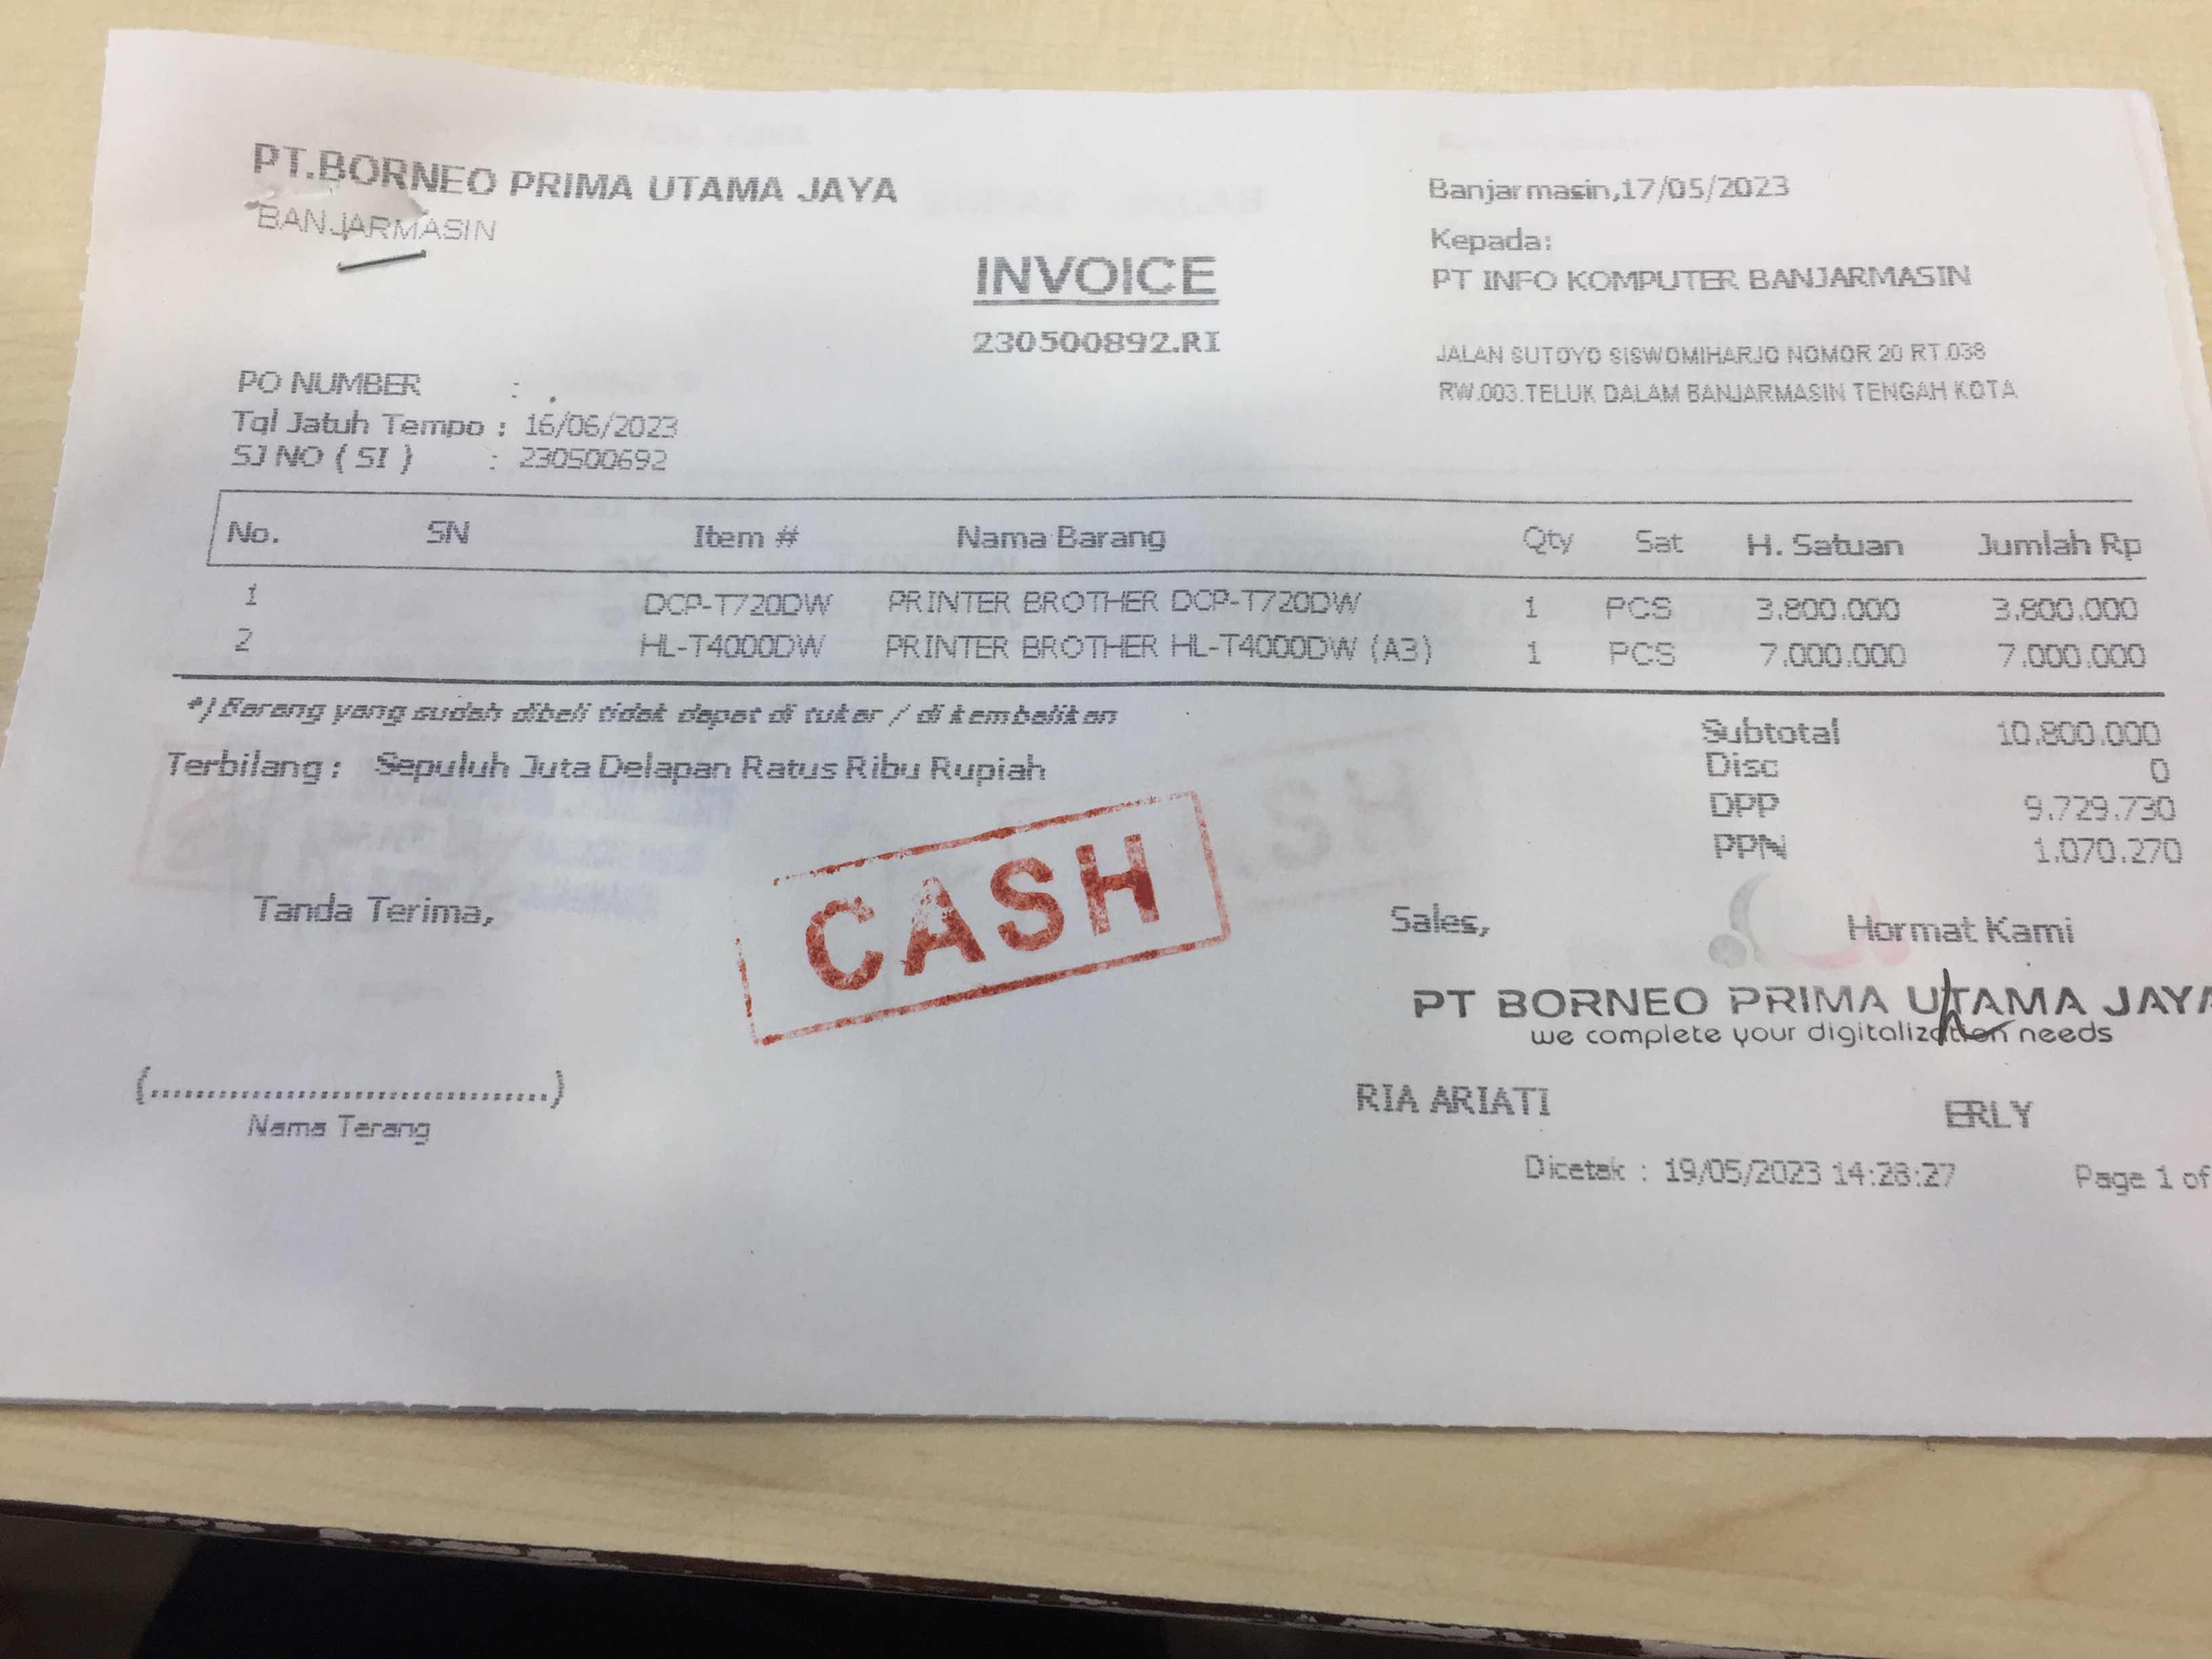 PT.BORNEO PRIMA UTAMA JAYA
BANJARMASIN
Banjarmasin,17/05/2023
Kepada:
PT INFO KOMPUTER BANJARMASIN
INVOICE
230500892.RI
JALAN SUTOYO SISWOMIHARJO NOMOR 20 RT.038
RW.003.TELUK DALAM BANJARMASIN TENGAH KOTA
PO NUMBER : .
Tgl Jatuh Tempo : 16/06/2023
SJ NO ( SI ) : 230500692
No. SN Item # Nama Barang Qty Sat H. Satuan Jumlah Rp
1 DCP-T720DW PRINTER BROTHER DCP-T720DW 1 PCS 3.800.000 3.800.000
2 HL-T4000DW PRINTER BROTHER HL-T4000DW (A3) 1 PCS 7.000.000 7.000.000
*) Barang yang sudah dibeli tidak dapat di tukar / di kembalikan
Terbilang : Sepuluh Juta Delapan Ratus Ribu Rupiah
Subtotal 10.800.000
Disc 0
DPP 9.729.730
PPN 1.070.270
CASH
Tanda Terima,
Sales,
Hormat Kami
PT BORNEO PRIMA UTAMA JAYA
we complete your digitalization needs
(..................................)
Nama Terang
RIA ARIATI
ERLY
Dicetak : 19/05/2023 14:28:27 Page 1 of